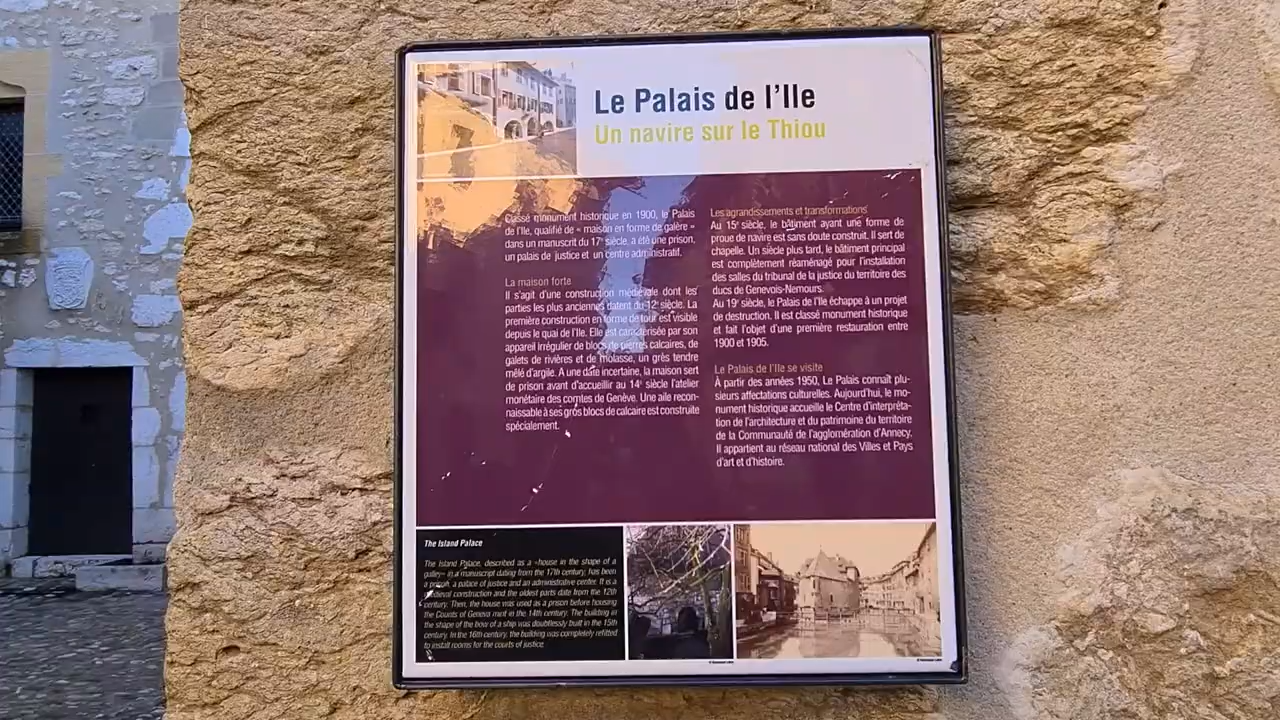 Le Palais de l'Ile
Un navire sur le Thiou
Classé monument historique en 1900, le Palais
de l'Ile, qualifié de « maison en forme de galère »
dans un manuscrit du 17e siècle, a été une prison,
un palais de justice et un centre administratif.
La maison forte
Il s'agit d'une construction médiévale dont les
parties les plus anciennes datent du 12e siècle. La
première construction en forme de tour est visible
depuis le quai de l'Ile. Elle est caractérisée par son
appareil irrégulier de blocs de pierres calcaires, de
galets de rivières et de molasse, un grès tendre
mêlé d'argile. A une date incertaine, la maison sert
de prison avant d'accueillir au 14e siècle l'atelier
monétaire des comtes de Genève. Une aile recon-
naissable à ses gros blocs de calcaire est construite
spécialement.
Les agrandissements et transformations
Au 15e siècle, le bâtiment ayant une forme de
proue de navire est sans doute construit. Il sert de
chapelle. Un siècle plus tard, le bâtiment principal
est complètement réaménagé pour l'installation
des salles du tribunal de la justice du territoire des
ducs de Genevois-Nemours.
Au 19e siècle, le Palais de l'Ile échappe à un projet
de destruction. Il est classé monument historique
et fait l'objet d'une première restauration entre
1900 et 1905.
Le Palais de l'Ile se visite
À partir des années 1950, Le Palais connaît plu-
sieurs affectations culturelles. Aujourd'hui, le mo-
nument historique accueille le Centre d'interpréta-
tion de l'architecture et du patrimoine du territoire
de la Communauté de l'agglomération d'Annecy.
Il appartient au réseau national des Villes et Pays
d'art et d'histoire.
The Island Palace
The Island Palace, described as a «house in the shape of a
galley» in a manuscript dating from the 17th century, has been
a prison, a palace of justice and an administrative center. It is a
medieval construction and the oldest parts date from the 12th
century. Then, the house was used as a prison before housing
the Counts of Geneva mint in the 14th century. The building in
the shape of the bow of a ship was doubtlessly built in the 15th
century. In the 16th century, the building was completely refitted
to install rooms for the courts of justice.